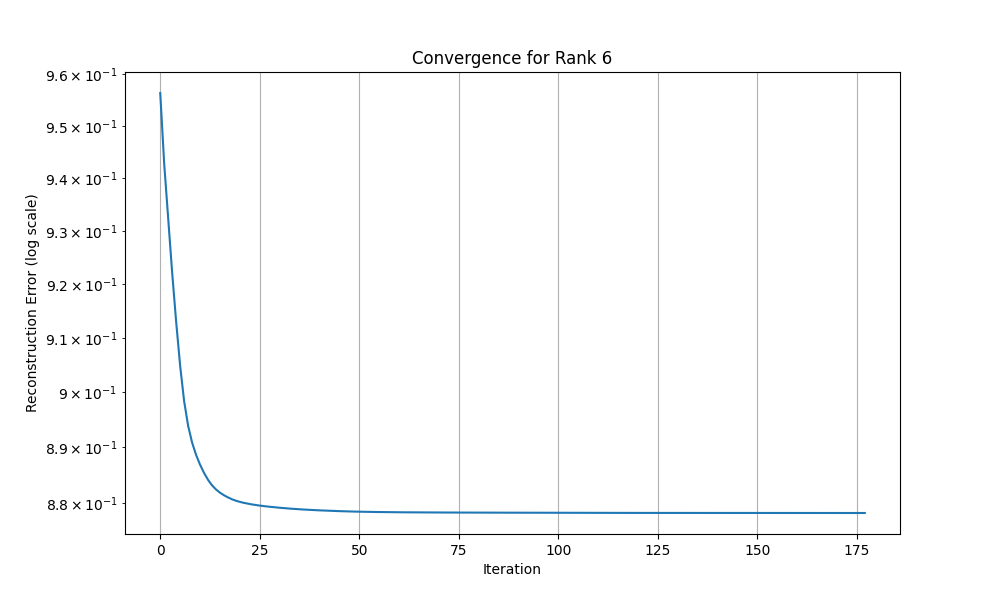 Convergence for Rank 6
Reconstruction Error (log scale)
9.6 × 10⁻¹
9.5 × 10⁻¹
9.4 × 10⁻¹
9.3 × 10⁻¹
9.2 × 10⁻¹
9.1 × 10⁻¹
9 × 10⁻¹
8.9 × 10⁻¹
8.8 × 10⁻¹
0 25 50 75 100 125 150 175
Iteration